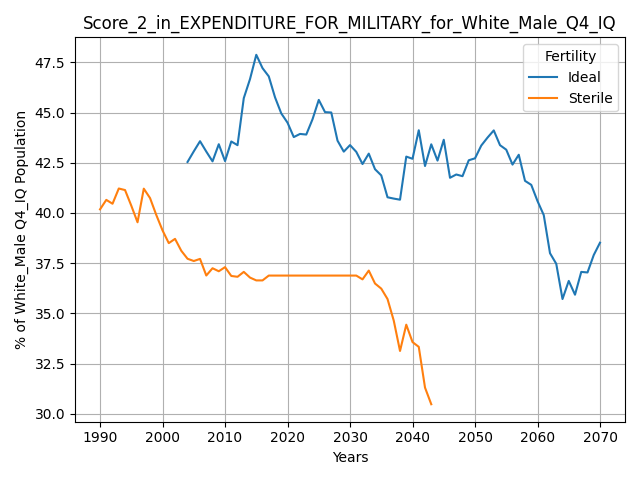 Score_2_in_EXPENDITURE_FOR_MILITARY_for_White_Male_Q4_IQ
Fertility
Ideal
Sterile
% of White_Male Q4_IQ Population
47.5
45.0
42.5
40.0
37.5
35.0
32.5
30.0
1990 2000 2010 2020 2030 2040 2050 2060 2070
Years